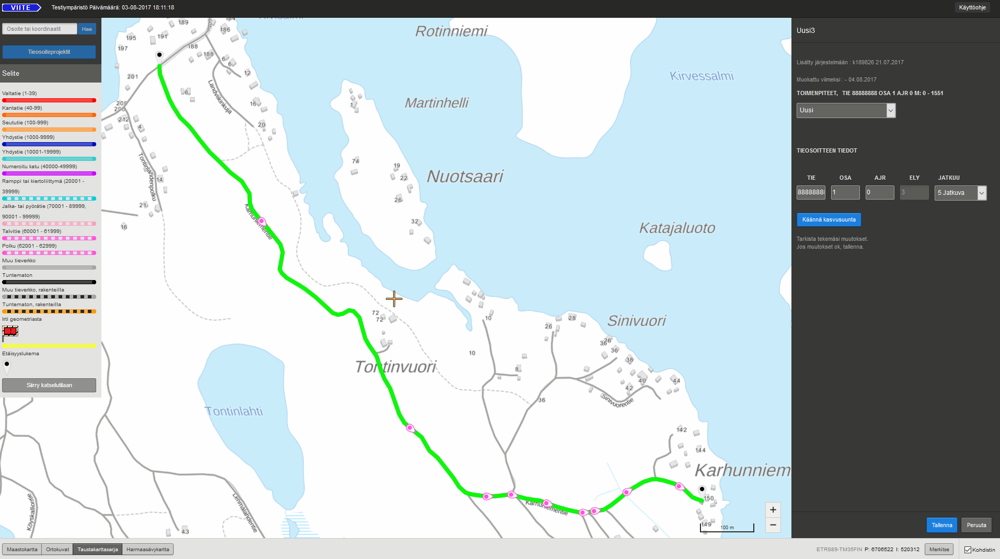 VIITE
Testiympäristö Päivämäärä: 03-08-2017 18:11:18
Käyttöohje
Osoite tai koordinaatit
Hae
Tieosoiteprojektit
Selite
Valtatie (1-39)
Kantatie (40-99)
Seututie (100-999)
Yhdystie (1000-9999)
Yhdystie (10001-19999)
Numeroitu katu (40000-49999)
Ramppi tai kiertoliittymä (20001 -
39999)
Jalka- tai pyörätie (70001 - 89999,
90001 - 99999)
Talvitie (60001 - 61999)
Polku (62001 - 62999)
Muu tieverkko
Tuntematon
Muu tieverkko, rakenteilla
Tuntematon, rakenteilla
Irti geometriasta
Etäisyyslukema
Siirry katselutilaan
189
184
186
195
191
197
188
188
6
6
12
201
6
16
208
212
4
20
14
21
16
Landviikinkuja
Tontinlahdenpolku
Karhuniementie
Rotinniemi
Kirvessalmi
Martinhelli
1
74
19
22
26
32
Nuotsaari
Katajaluoto
Sinivuori
72
72
10
26
28
36
36
36
38
40
42
44
10
8
36
Sinivuorentie
Tontinvuori
Tontinlahti
142
144
Karhunniem
150
149
Karhuniementie
Köyskalliontie
Lehmälahdentie
43
100 m
+
−
Uusi3
Lisätty järjestelmään : k189826 21.07.2017
Muokattu viimeksi : - 04.08.2017
TOIMENPITEET, TIE 88888888 OSA 1 AJR 0 M: 0 - 1551
Uusi
TIEOSOITTEEN TIEDOT
TIE OSA AJR ELY JATKUU
88888888 1 0 3 5 Jatkuva
Käännä kasvusuunta
Tarkista tekemäsi muutokset.
Jos muutokset ok, tallenna.
Tallenna
Peruuta
Maastokartta Ortokuvat Taustakarttasarja Harmaasävykartta
ETRS89-TM35FIN P: 6706522 I: 520312
Merkitse
Kohdistin